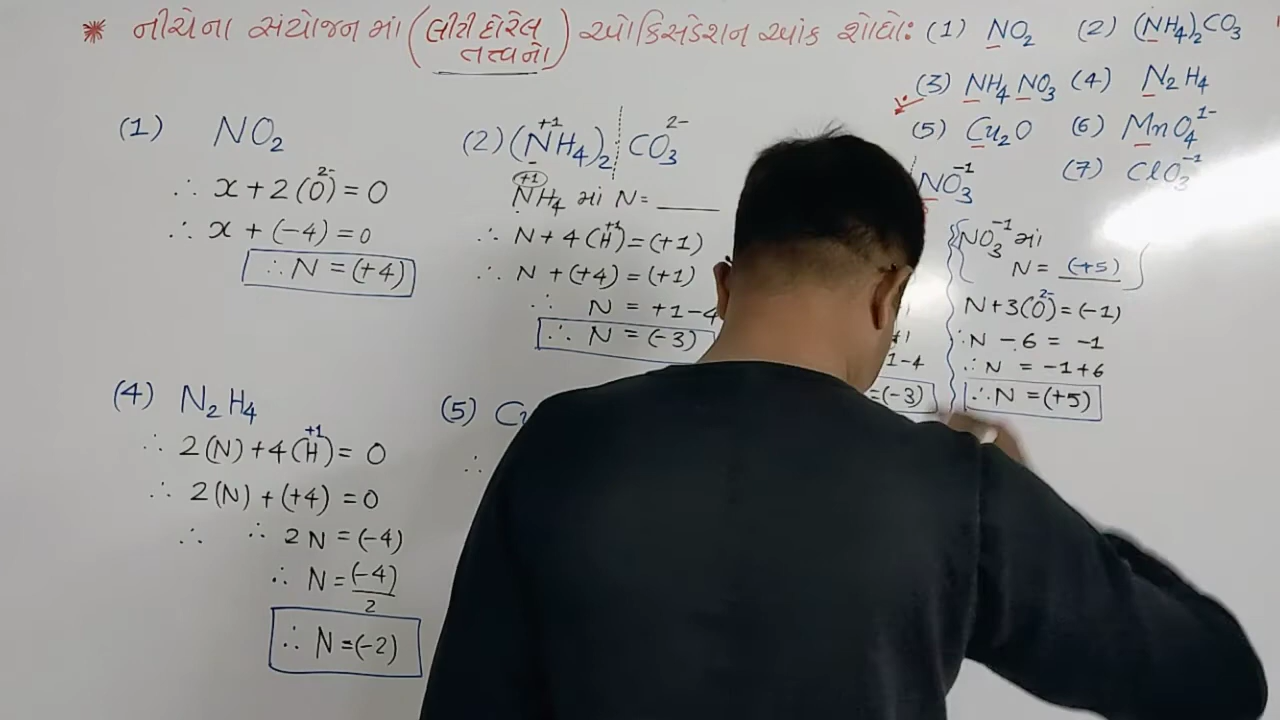 * નીચેના સંયોજન માં (લીટી દોરેલ તત્વનો) ઓકિસડેશન આંક શોધો: (1) NO₂ (2) (NH₄)₂CO₃
(3) NH₄NO₃ (4) N₂H₄
(5) Cu₂O (6) MnO₄¹⁻
(7) ClO₃⁻¹
(1) NO₂
∴ x + 2(O²⁻) = 0
∴ x + (-4) = 0
∴ N = (+4)
(2) (N⁺¹H₄)₂ CO₃²⁻
+1
NH₄ માં N = ____
∴ N + 4(H⁺¹) = (+1)
∴ N + (+4) = (+1)
∴ N = +1-4
∴ N = (-3)
NO₃⁻¹
1-4
=(-3)
NO₃⁻¹ માં
N = (+5)
N + 3(O²⁻) = (-1)
∴ N - 6 = -1
∴ N = -1+6
∴ N = (+5)
(4) N₂H₄
∴ 2(N) + 4(H⁺¹) = 0
∴ 2(N) + (+4) = 0
∴ ∴ 2N = (-4)
∴ N = (-4)/2
∴ N = (-2)
(5) Cu
∴